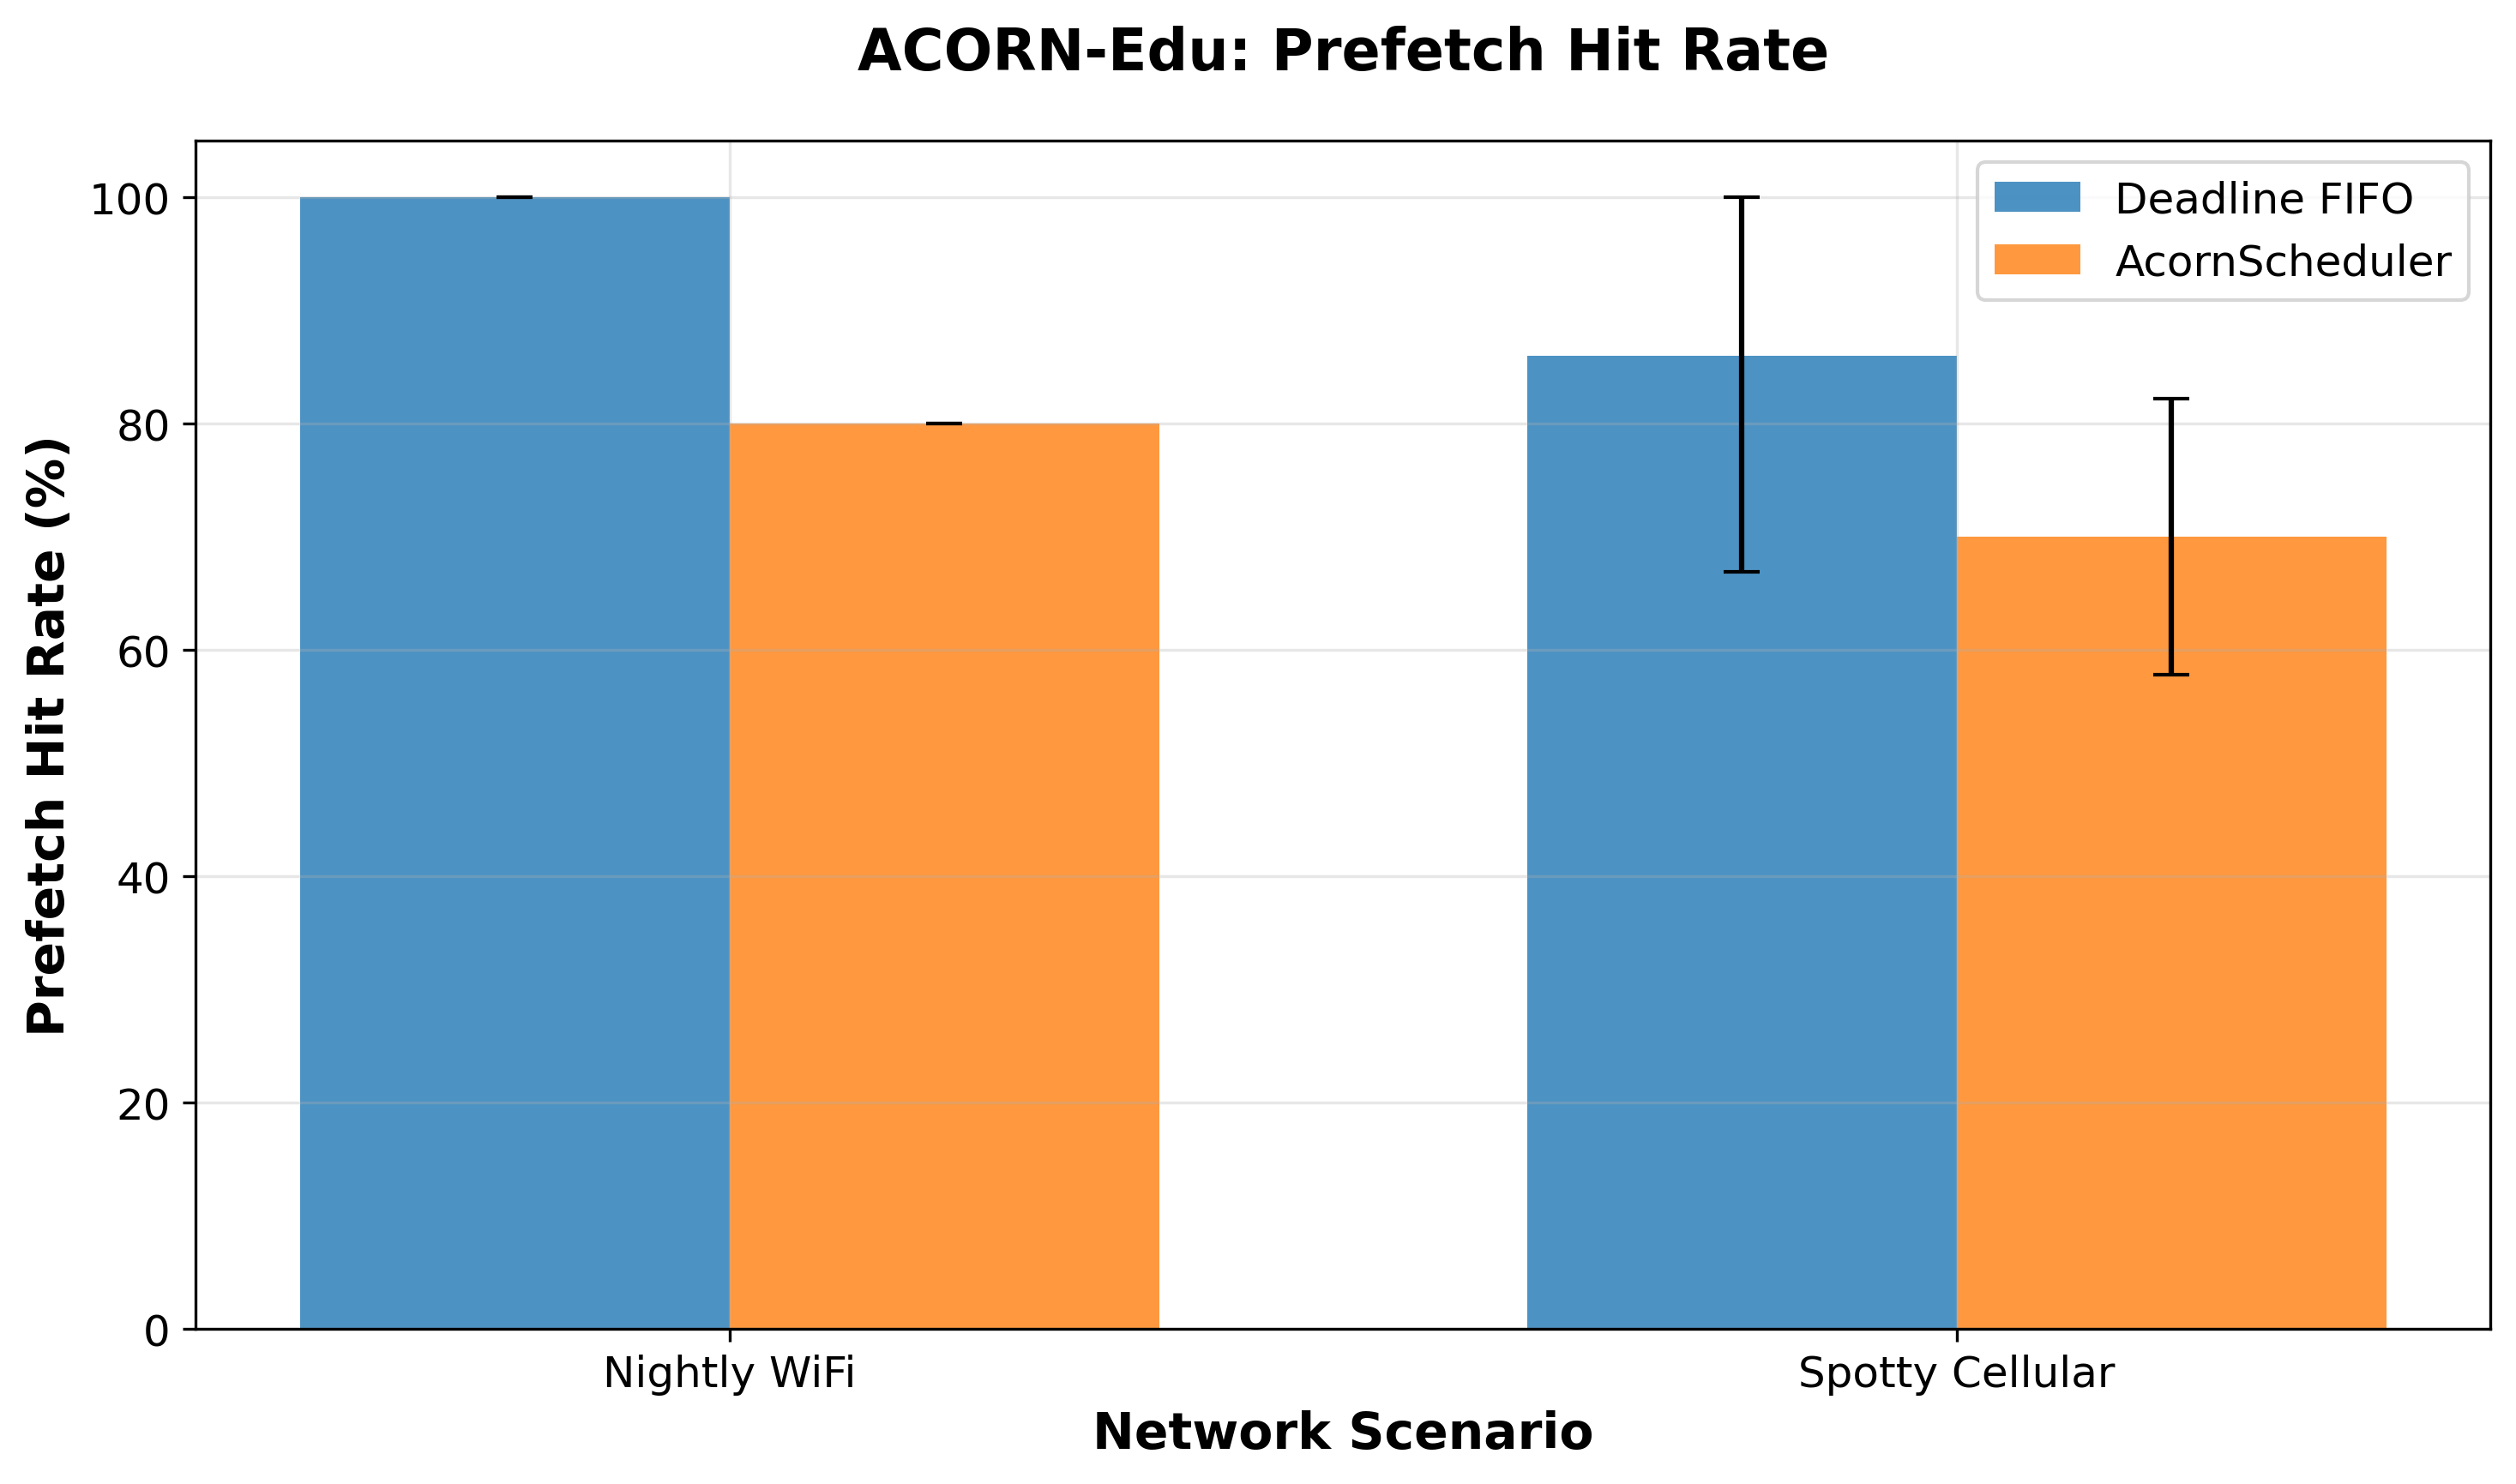 ACORN-Edu: Prefetch Hit Rate
Deadline FIFO
AcornScheduler
Prefetch Hit Rate (%)
100
80
60
40
20
0
Nightly WiFi
Spotty Cellular
Network Scenario